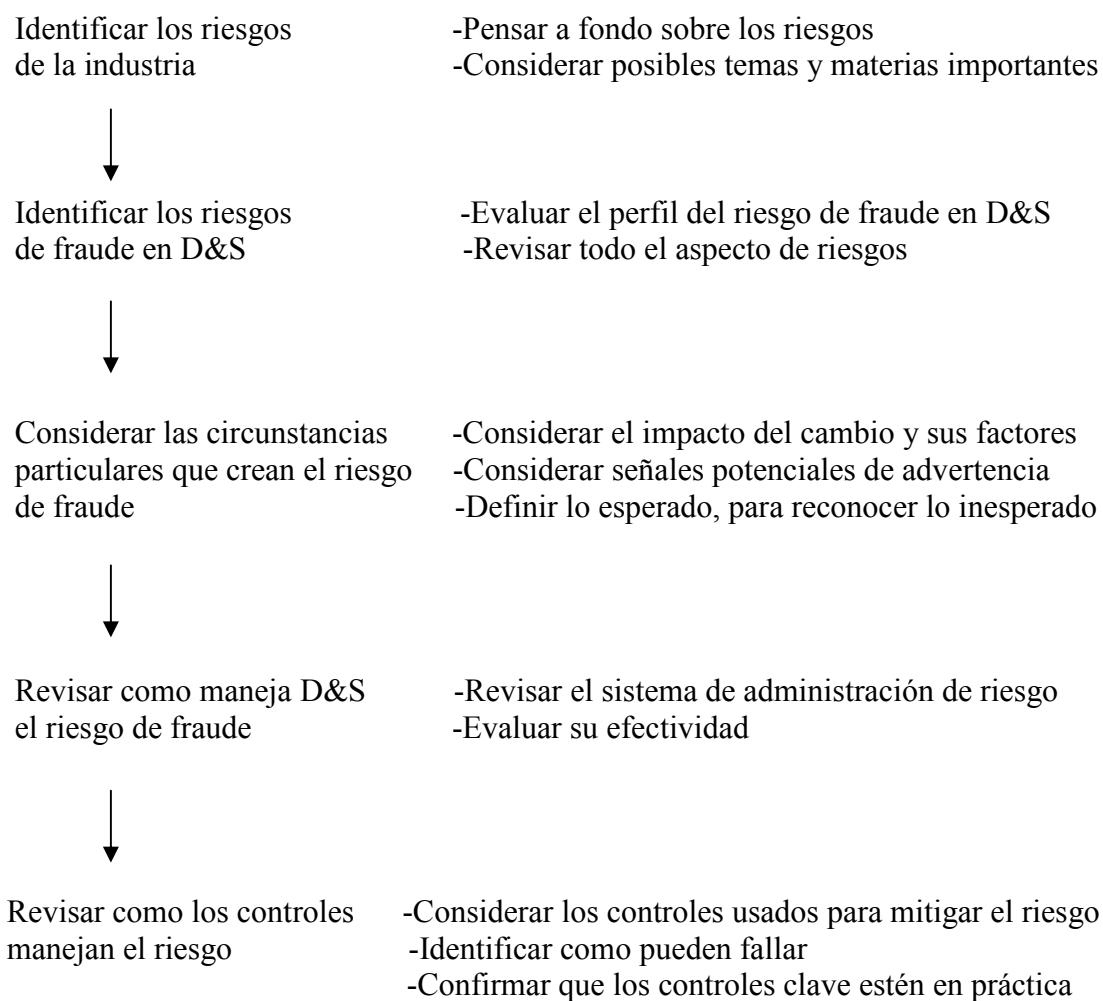 Identificar los riesgos -Pensar a fondo sobre los riesgos
de la industria -Considerar posibles temas y materias importantes
Identificar los riesgos -Evaluar el perfil del riesgo de fraude en D&S
de fraude en D&S -Revisar todo el aspecto de riesgos
Considerar las circunstancias -Considerar el impacto del cambio y sus factores
particulares que crean el riesgo -Considerar señales potenciales de advertencia
de fraude -Definir lo esperado, para reconocer lo inesperado
Revisar como maneja D&S -Revisar el sistema de administración de riesgo
el riesgo de fraude -Evaluar su efectividad
Revisar como los controles -Considerar los controles usados para mitigar el riesgo
manejan el riesgo -Identificar como pueden fallar
-Confirmar que los controles clave estén en práctica